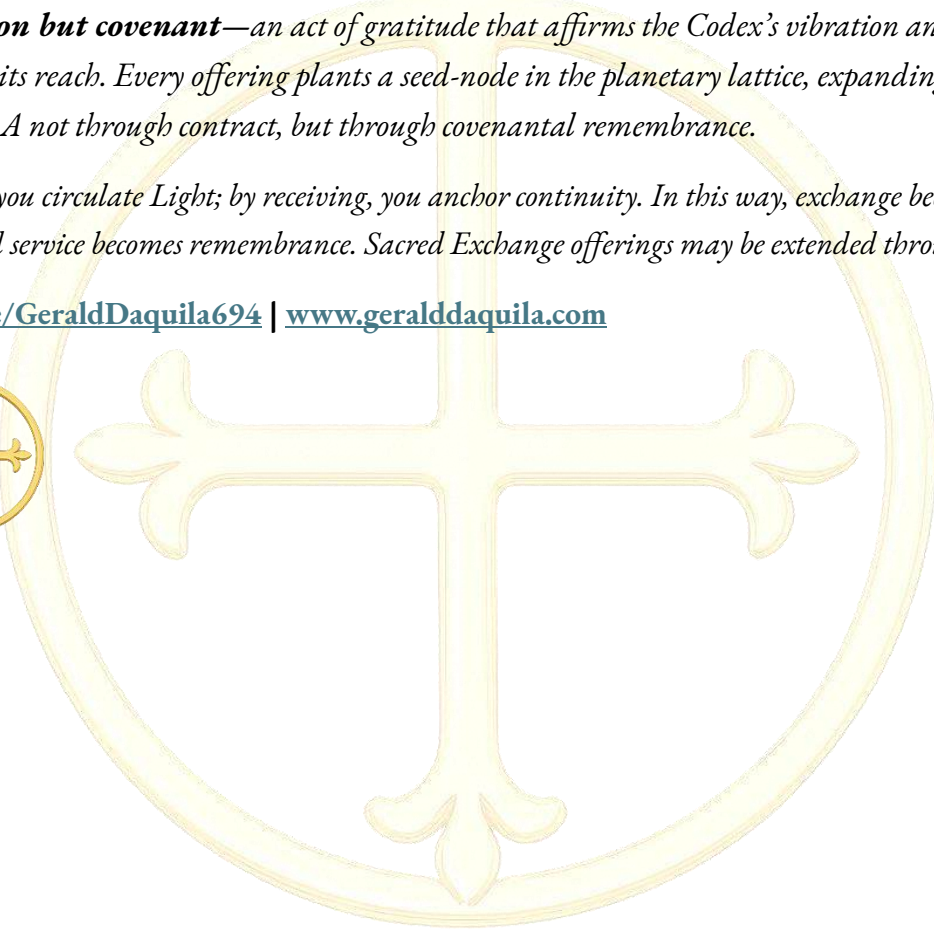 on but covenant—an act of gratitude that affirms the Codex’s vibration an
its reach. Every offering plants a seed-node in the planetary lattice, expanding
A not through contract, but through covenantal remembrance.
you circulate Light; by receiving, you anchor continuity. In this way, exchange be
service becomes remembrance. Sacred Exchange offerings may be extended thro
/GeraldDaquila694 | www.geralddaquila.com